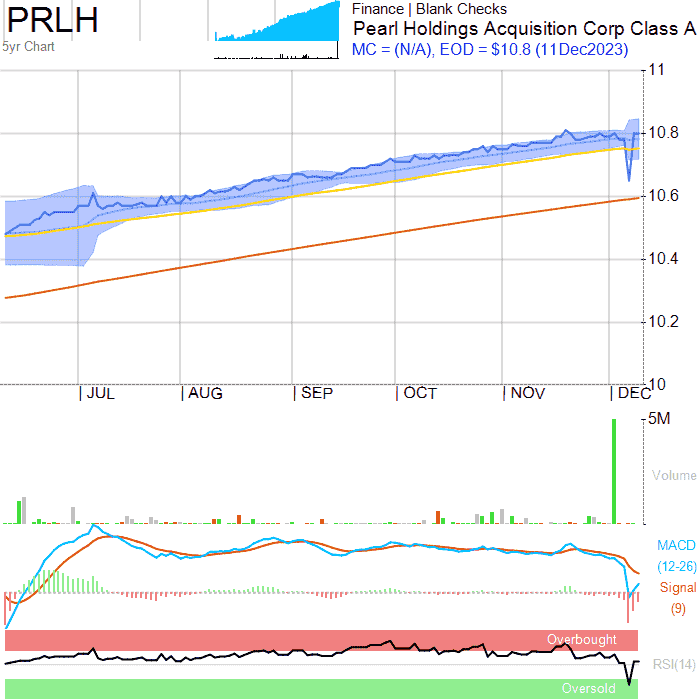 PRLH
5yr Chart
Finance | Blank Checks
Pearl Holdings Acquisition Corp Class A
MC = (N/A), EOD = $10.8 (11Dec2023)
11
10.8
10.6
10.4
10.2
10
| JUL | AUG | SEP | OCT | NOV | DEC
5M
Volume
MACD
(12-26)
Signal
(9)
Overbought
RSI(14)
Oversold